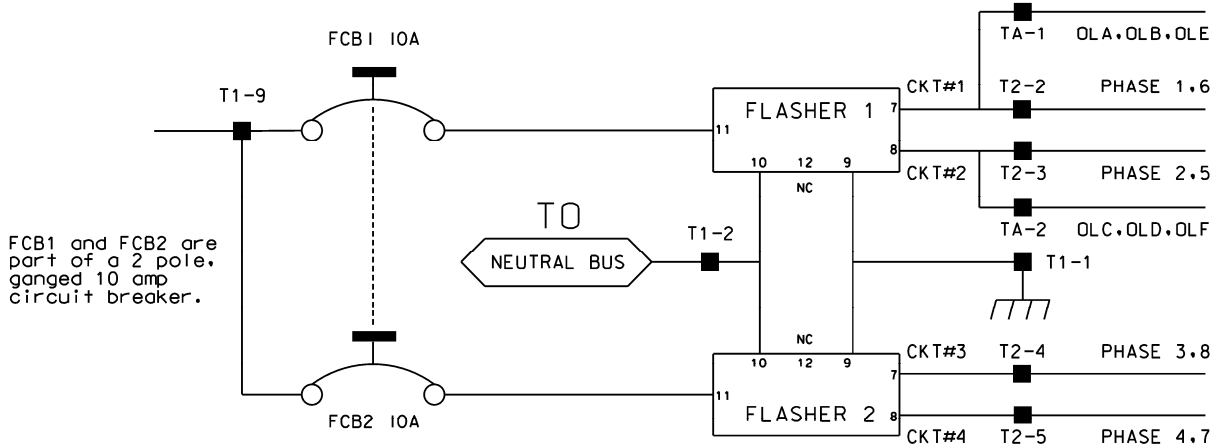 FCB1 10A
TA-1 OLA.OLB.OLE
T1-9
CKT#1 T2-2 PHASE 1.6
FLASHER 1
7
11
8
10 12 9
NC
CKT#2 T2-3 PHASE 2.5
TO
T1-2
TA-2 OLC.OLD.OLF
NEUTRAL BUS
T1-1
FCB1 and FCB2 are
part of a 2 pole.
ganged 10 amp
circuit breaker.
NC
10 12 9
CKT#3 T2-4 PHASE 3.8
7
11
FLASHER 2
8
FCB2 10A
CKT#4 T2-5 PHASE 4.7